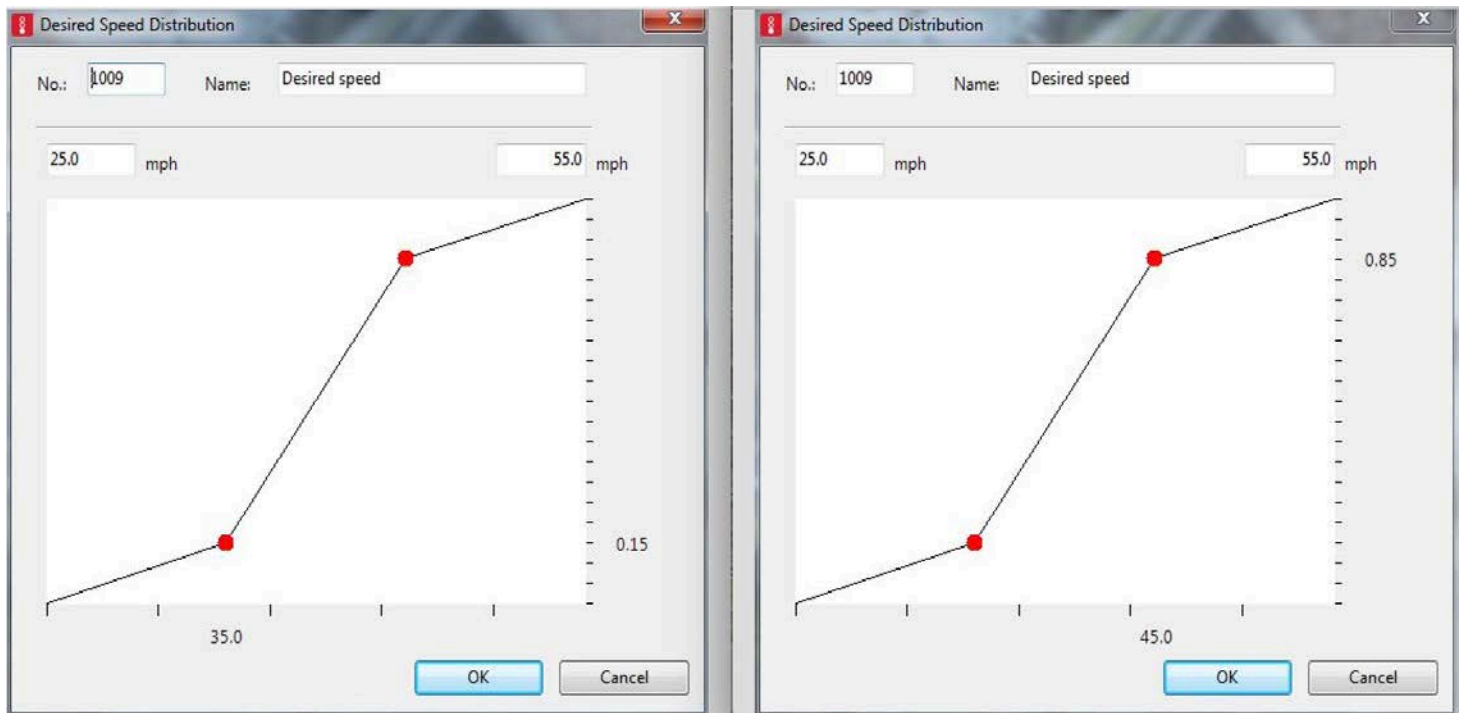 Desired Speed Distribution
No.: 1009 Name: Desired speed
25.0 mph 55.0 mph
0.15
35.0
OK Cancel
Desired Speed Distribution
No.: 1009 Name: Desired speed
25.0 mph 55.0 mph
0.85
45.0
OK Cancel